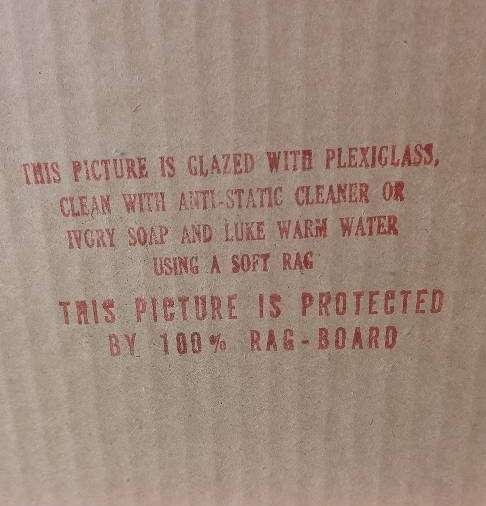 THIS PICTURE IS GLAZED WITH PLEXIGLASS,
CLEAN WITH ANTI-STATIC CLEANER OR
IVORY SOAP AND LUKE WARM WATER
USING A SOFT RAG
THIS PICTURE IS PROTECTED
BY 100% RAG-BOARD